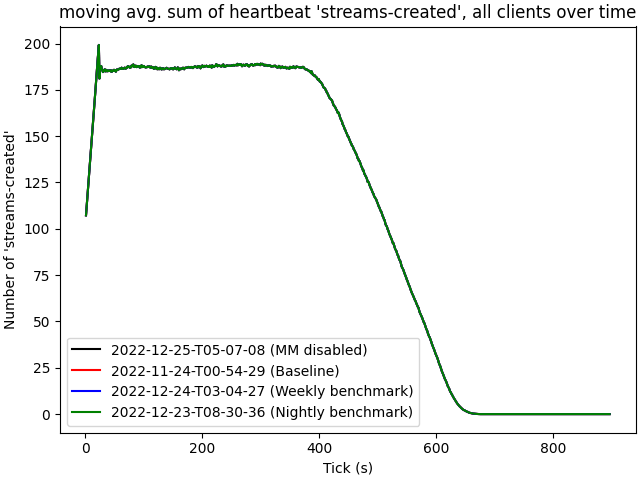 moving avg. sum of heartbeat 'streams-created', all clients over time
Number of 'streams-created'
200
175
150
125
100
75
50
25
0
2022-12-25-T05-07-08 (MM disabled)
2022-11-24-T00-54-29 (Baseline)
2022-12-24-T03-04-27 (Weekly benchmark)
2022-12-23-T08-30-36 (Nightly benchmark)
0 200 400 600 800
Tick (s)